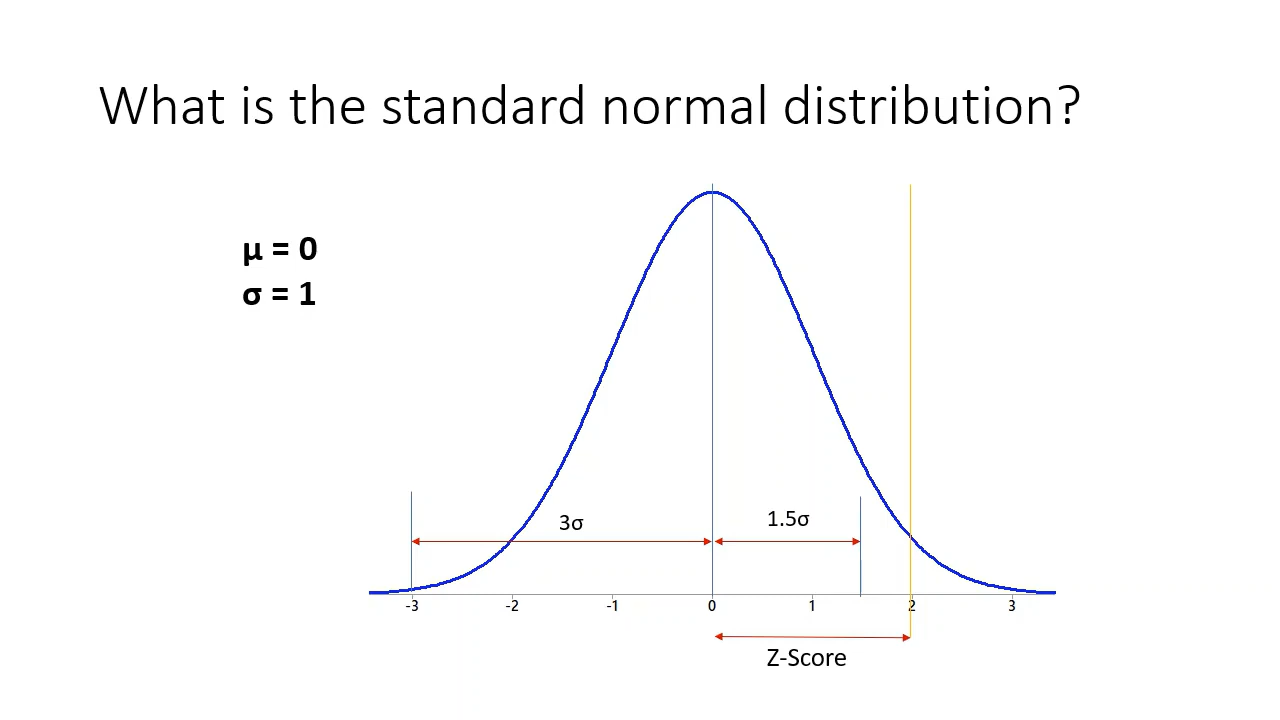 What is the standard normal distribution?
μ = 0
σ = 1
3σ
1.5σ
-3 -2 -1 0 1 2 3
Z-Score